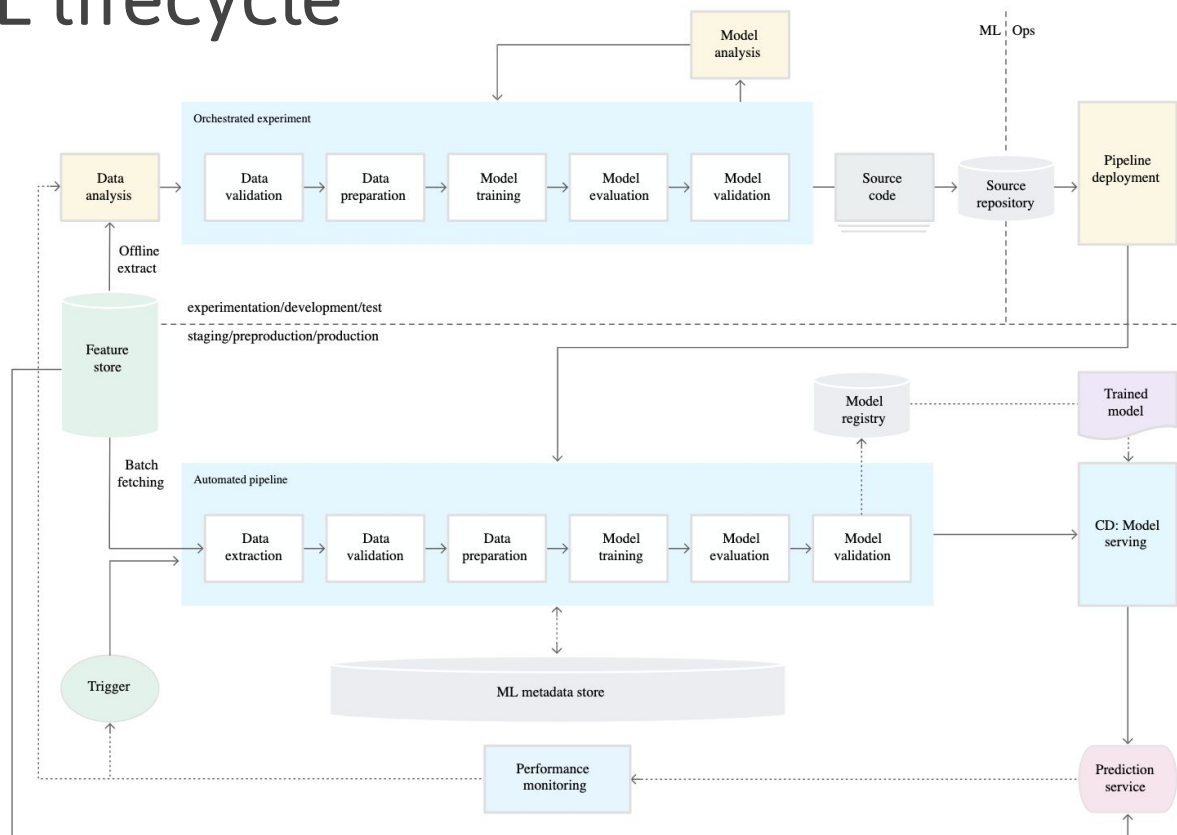 lifecycle
Model
analysis
ML
Ops
Orchestrated experiment
Data
analysis
Data
validation
Data
preparation
Model
training
Model
evaluation
Model
validation
Source
code
Source
repository
Pipeline
deployment
Offline
extract
experimentation/development/test
staging/preproduction/production
Feature
store
Model
registry
Trained
model
Batch
fetching
Automated pipeline
Data
extraction
Data
validation
Data
preparation
Model
training
Model
evaluation
Model
validation
CD: Model
serving
Trigger
ML metadata store
Performance
monitoring
Prediction
service